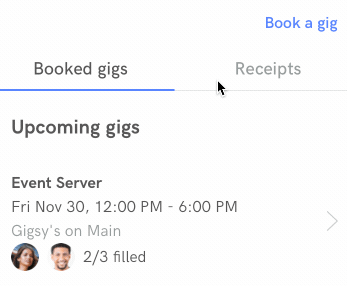 Book a gig
Booked gigs
Receipts
Upcoming gigs
Event Server
Fri Nov 30, 12:00 PM - 6:00 PM
Gigsy's on Main
2/3 filled